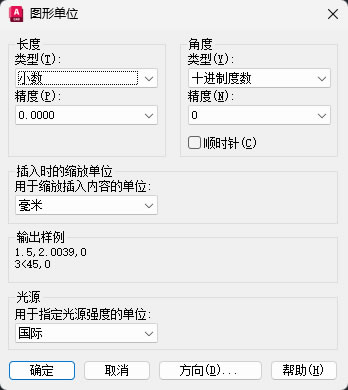 图形单位
长度
类型(T):
小数
精度(P):
0.0000
角度
类型(Y):
十进制度数
精度(N):
0
顺时针(C)
插入时的缩放单位
用于缩放插入内容的单位:
毫米
输出样例
1.5,2.0039,0
3<45,0
光源
用于指定光源强度的单位:
国际
确定
取消
方向(D)...
帮助(H)